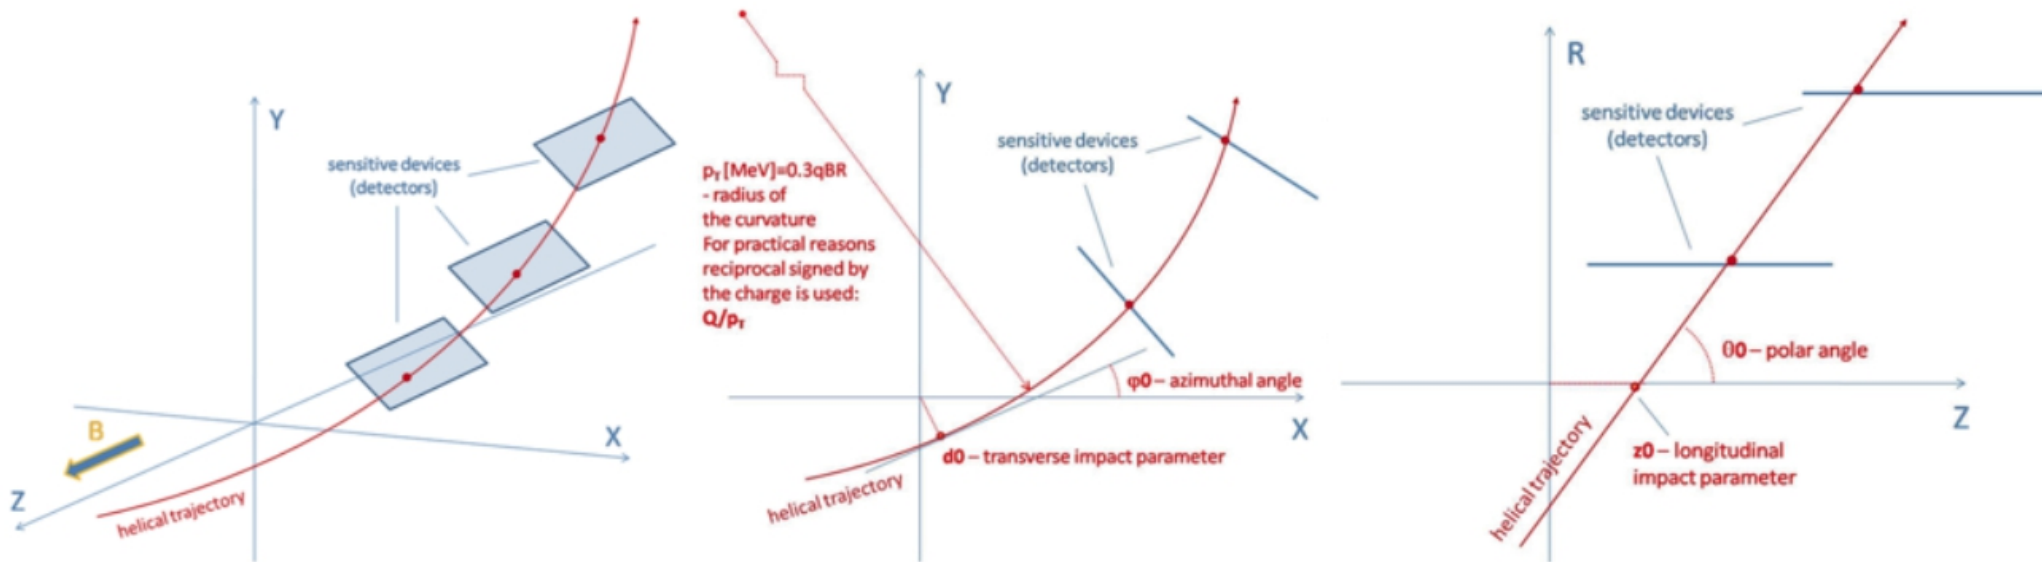 Y
sensitive devices
(detectors)
B
X
Z
helical trajectory
Y
sensitive devices
(detectors)
pT [MeV]=0.3qBR
- radius of
the curvature
For practical reasons
reciprocal signed by
the charge is used:
Q/pT
φ0 – azimuthal angle
X
d0 – transverse impact parameter
helical trajectory
R
sensitive devices
(detectors)
θ0 – polar angle
Z
z0 – longitudinal
impact parameter
helical trajectory